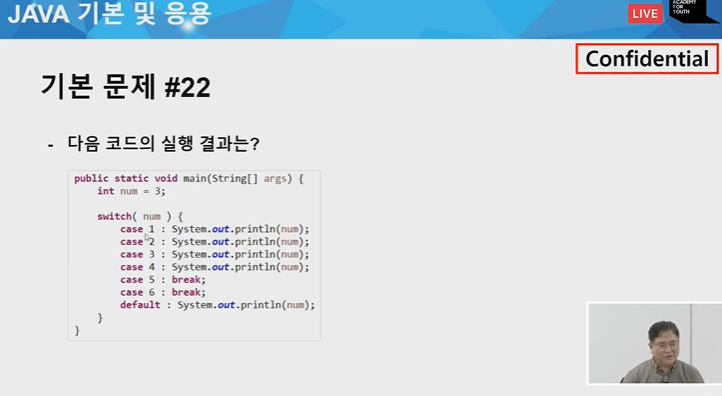 JAVA 기본 및 응용
LIVE
ACADEMY
FOR
YOUTH
Confidential
기본 문제 #22
- 다음 코드의 실행 결과는?
public static void main(String[] args) {
int num = 3;
switch( num ) {
case 1 : System.out.println(num);
case 2 : System.out.println(num);
case 3 : System.out.println(num);
case 4 : System.out.println(num);
case 5 : break;
case 6 : break;
default : System.out.println(num);
}
}